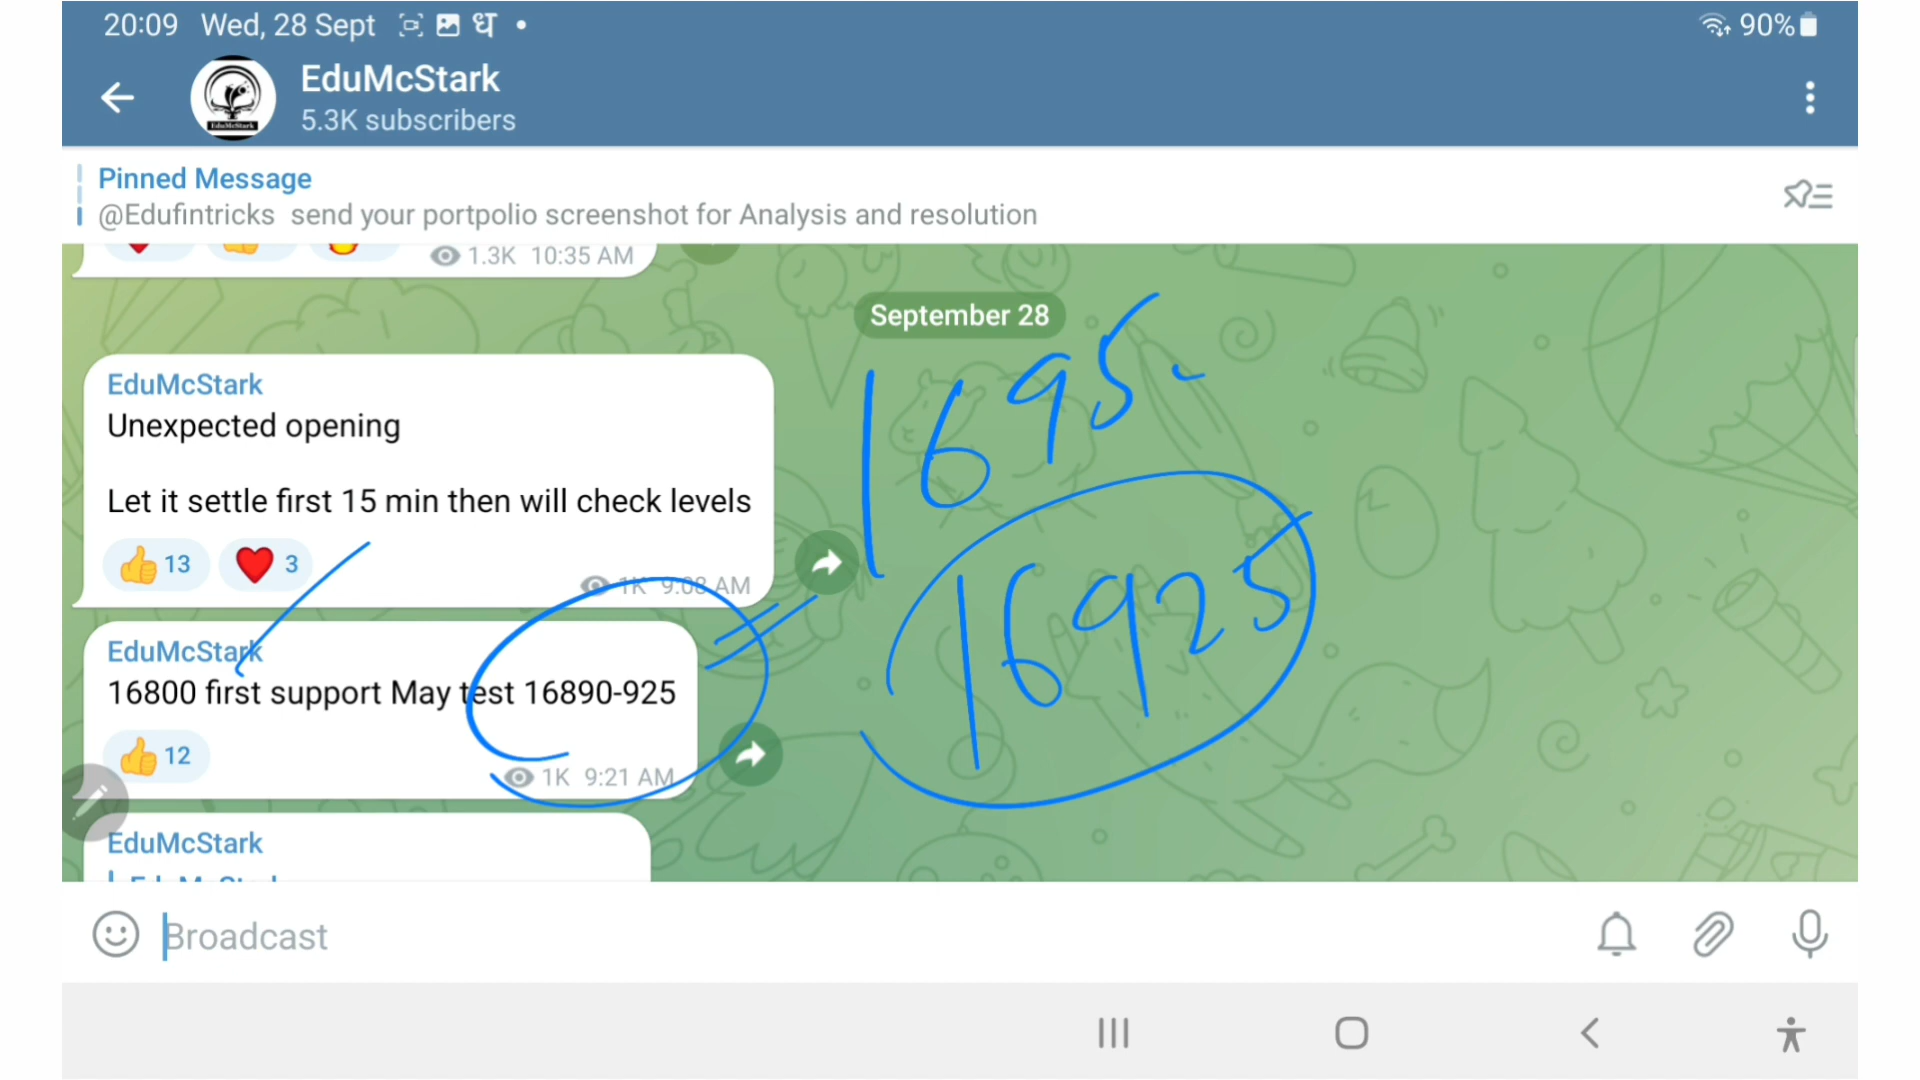 20:09 Wed, 28 Sept ध 90%
EduMcStark
5.3K subscribers
Pinned Message
@Edufintricks send your portpolio screenshot for Analysis and resolution
1.3K 10:35 AM
September 28
EduMcStark
Unexpected opening
Let it settle first 15 min then will check levels
13 3
1K 9:08 AM
EduMcStark
16800 first support May test 16890-925
12
1K 9:21 AM
1695
16925
EduMcStark
EduMcStark
Broadcast